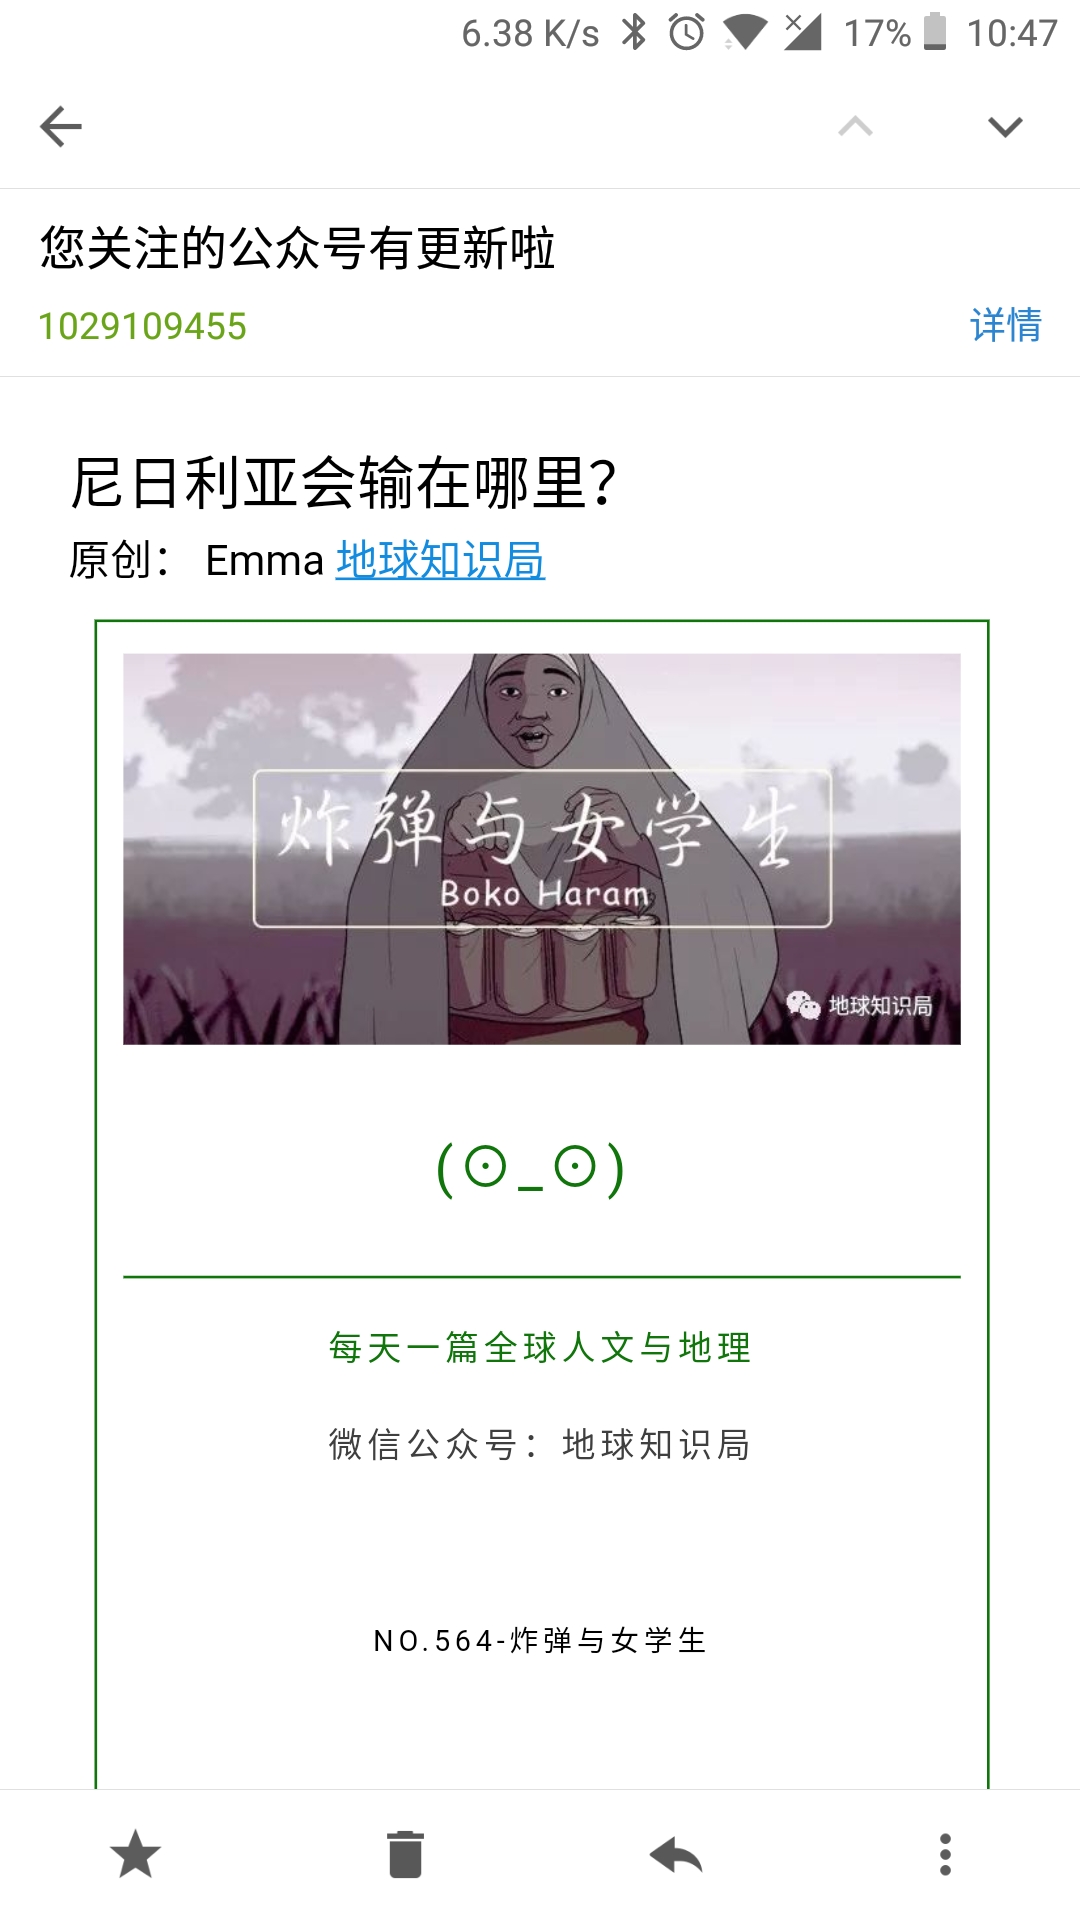 6.38 K/s 17% 10:47
您关注的公众号有更新啦
1029109455 详情
尼日利亚会输在哪里？
原创： Emma 地球知识局
炸弹与女学生
Boko Haram
地球知识局
(⊙_⊙)
每天一篇全球人文与地理
微信公众号：地球知识局
NO.564-炸弹与女学生